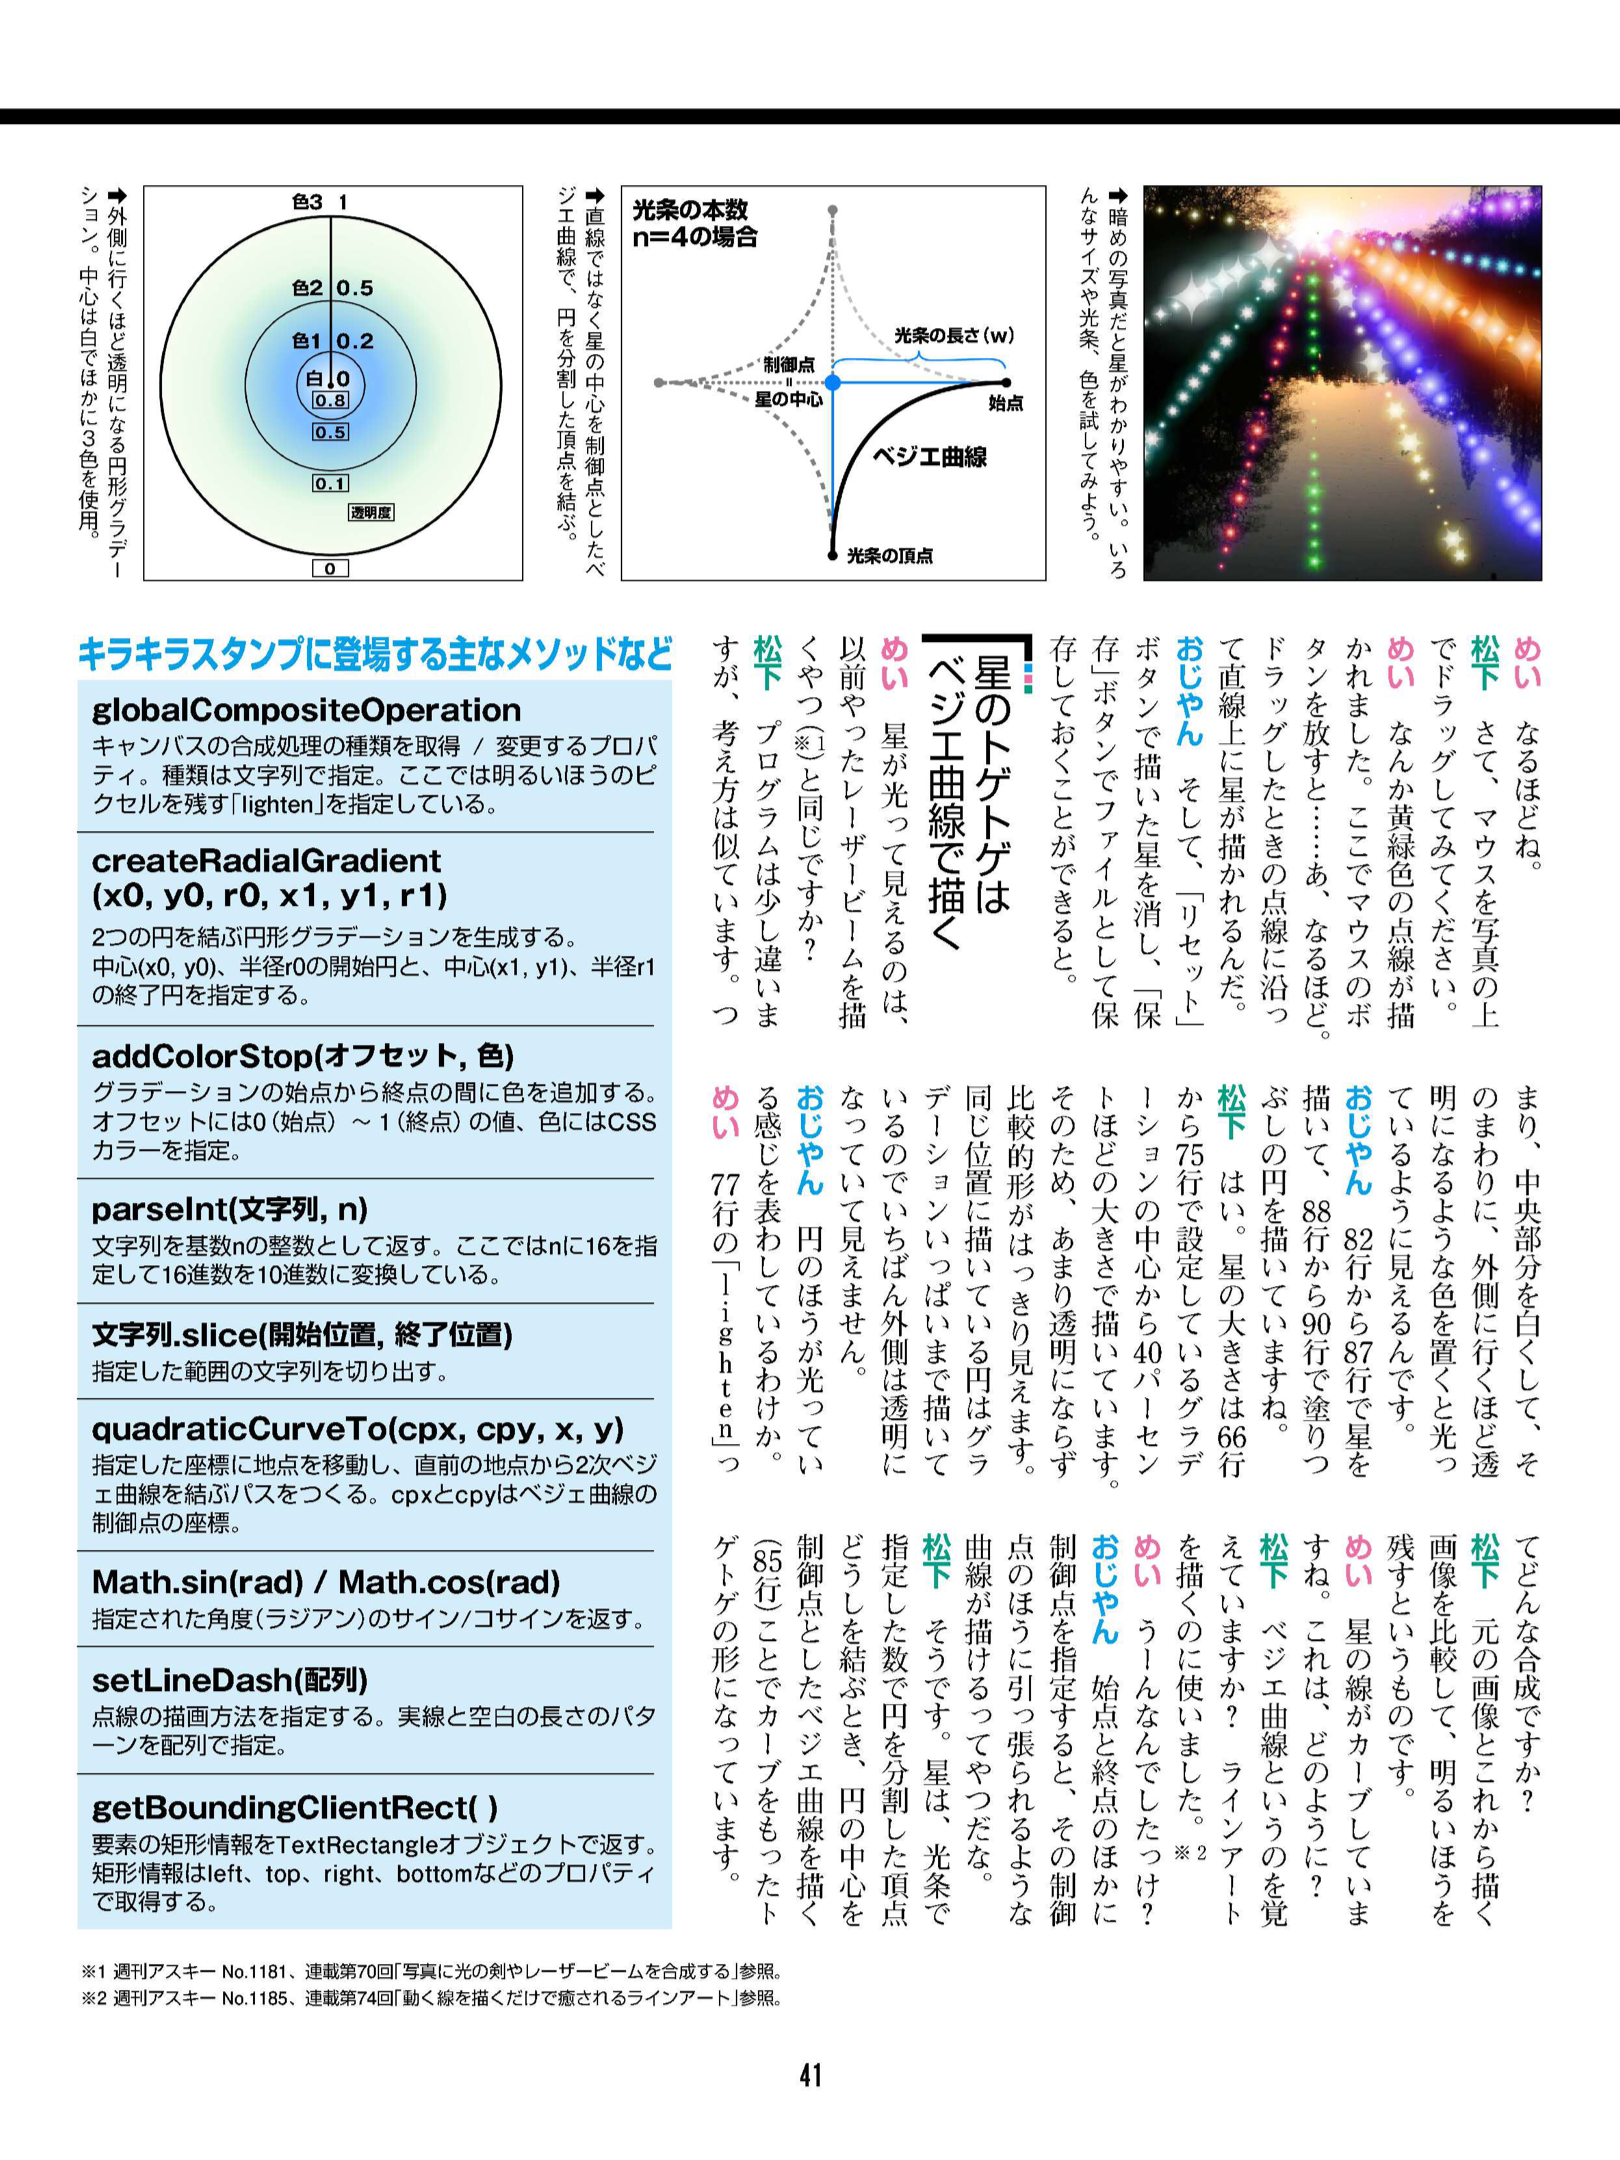 ➡暗めの写真だと星がわかりやすい。いろ
んなサイズや光条、色を試してみよう。
光条の本数
n=4の場合
光条の長さ(w)
制御点
=
星の中心
始点
ベジエ曲線
光条の頂点
➡直線ではなく星の中心を制御点としたベ
ジエ曲線で、円を分割した頂点を結ぶ。
色3 1
色2 0.5
色1 0.2
白 0
0.8
0.5
0.1
透明度
0
➡外側に行くほど透明になる円形グラデー
ション。中心は白でほかに3色を使用。
めい なるほどね。
松下 さて、マウスを写真の上
でドラッグしてみてください。
めい なんか黄緑色の点線が描
かれました。ここでマウスのボ
タンを放すと……あ、なるほど。
ドラッグしたときの点線に沿っ
て直線上に星が描かれるんだ。
おじやん そして、「リセット」
ボタンで描いた星を消し、「保
存」ボタンでファイルとして保
存しておくことができると。
星のトゲトゲは
ベジエ曲線で描く
めい 星が光って見えるのは、
以前やったレーザービームを描
くやつ(※1)と同じですか?
松下 プログラムは少し違いま
すが、考え方は似ています。つ
まり、中央部分を白くして、そ
のまわりに、外側に行くほど透
明になるような色を置くと光っ
ているように見えるんです。
おじやん 82行から87行で星を
描いて、88行から90行で塗りつ
ぶしの円を描いていますね。
松下 はい。星の大きさは66行
から75行で設定しているグラデ
ーションの中心から40パーセン
トほどの大きさで描いています。
そのため、あまり透明にならず
比較的形がはっきり見えます。
同じ位置に描いている円はグラ
デーションいっぱいまで描いて
いるのでいちばん外側は透明に
なっていて見えません。
おじやん 円のほうが光ってい
る感じを表わしているわけか。
めい 77行の「lighten」っ
てどんな合成ですか?
松下 元の画像とこれから描く
画像を比較して、明るいほうを
残すというものです。
めい 星の線がカーブしていま
すね。これは、どのように?
松下 ベジエ曲線というのを覚
えていますか? ラインアート
を描くのに使いました。※2
めい うーんなんでしたっけ?
おじやん 始点と終点のほかに
制御点を指定すると、その制御
点のほうに引っ張られるような
曲線が描けるってやつだな。
松下 そうです。星は、光条で
指定した数で円を分割した頂点
どうしを結ぶとき、円の中心を
制御点としたベジエ曲線を描く
(85行)ことでカーブをもったト
ゲトゲの形になっています。
キラキラスタンプに登場する主なメソッドなど
globalCompositeOperation
キャンバスの合成処理の種類を取得 / 変更するプロパ
ティ。種類は文字列で指定。ここでは明るいほうのピ
クセルを残す「lighten」を指定している。
createRadialGradient
(x0, y0, r0, x1, y1, r1)
2つの円を結ぶ円形グラデーションを生成する。
中心(x0, y0)、半径r0の開始円と、中心(x1, y1)、半径r1
の終了円を指定する。
addColorStop(オフセット, 色)
グラデーションの始点から終点の間に色を追加する。
オフセットには0(始点)～1(終点)の値、色にはCSS
カラーを指定。
parseInt(文字列, n)
文字列を基数nの整数として返す。ここではnに16を指
定して16進数を10進数に変換している。
文字列.slice(開始位置, 終了位置)
指定した範囲の文字列を切り出す。
quadraticCurveTo(cpx, cpy, x, y)
指定した座標に地点を移動し、直前の地点から2次ベジ
ェ曲線を結ぶパスをつくる。cpxとcpyはベジェ曲線の
制御点の座標。
Math.sin(rad) / Math.cos(rad)
指定された角度(ラジアン)のサイン/コサインを返す。
setLineDash(配列)
点線の描画方法を指定する。実線と空白の長さのパタ
ーンを配列で指定。
getBoundingClientRect( )
要素の矩形情報をTextRectangleオブジェクトで返す。
矩形情報はleft、top、right、bottomなどのプロパティ
で取得する。
※1 週刊アスキー No.1181、連載第70回「写真に光の剣やレーザービームを合成する」参照。
※2 週刊アスキー No.1185、連載第74回「動く線を描くだけで癒されるラインアート」参照。
41